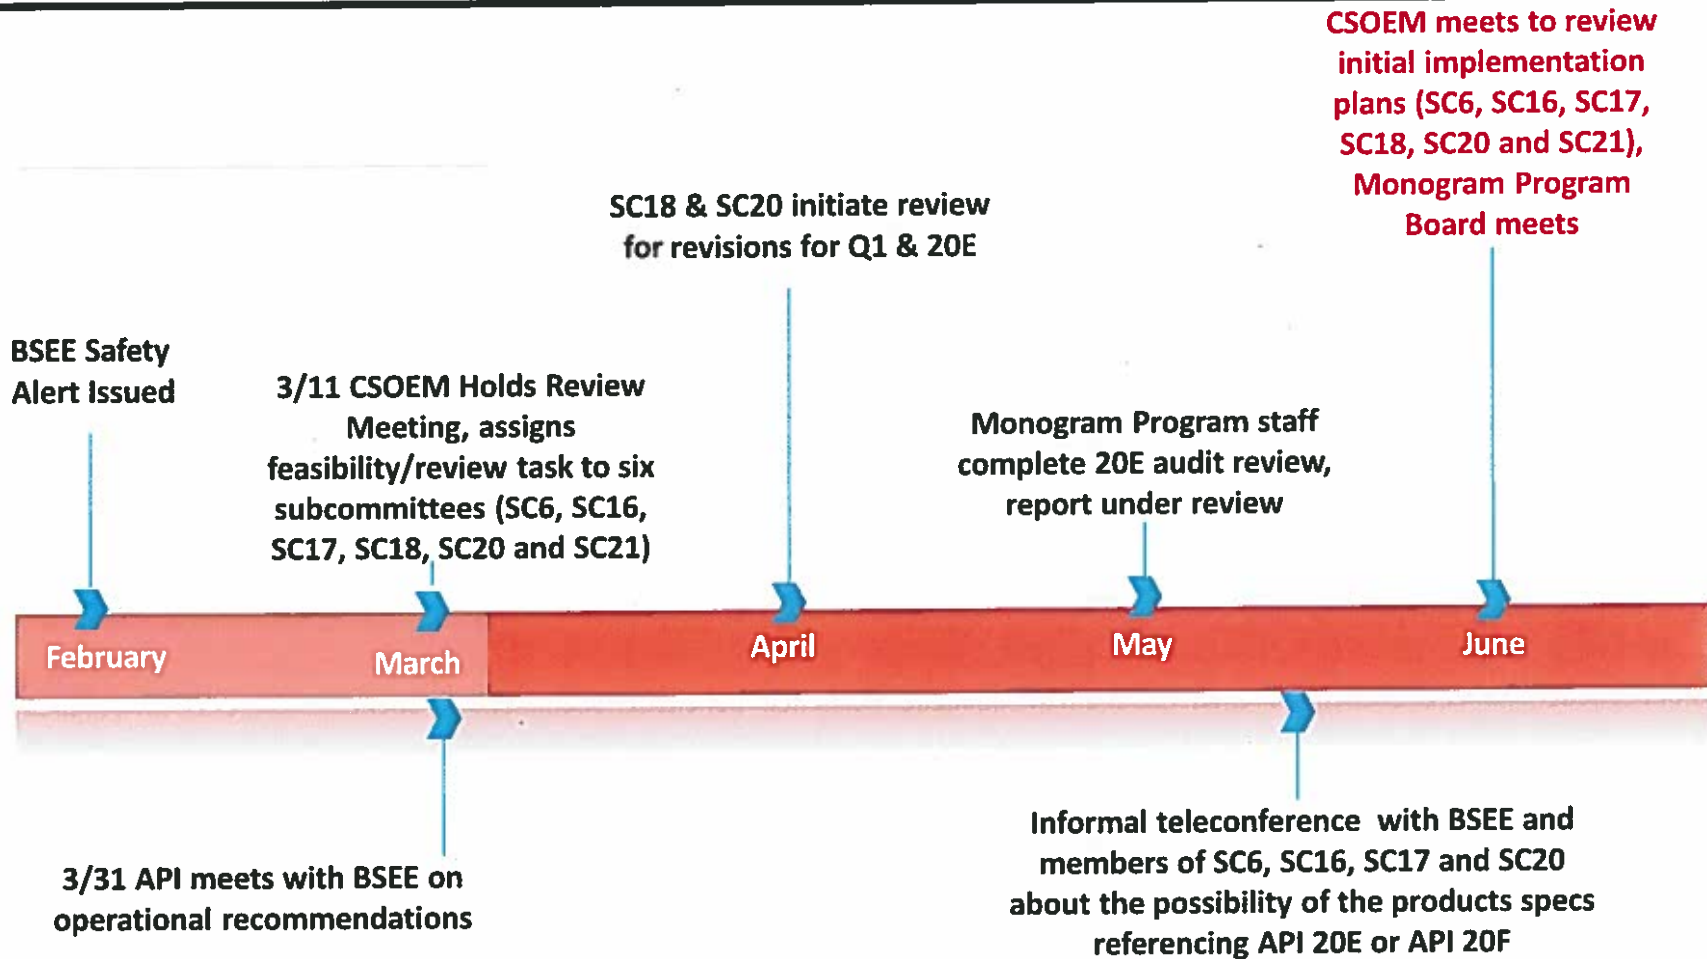 CSOEM meets to review
initial implementation
plans (SC6, SC16, SC17,
SC18, SC20 and SC21),
Monogram Program
Board meets
SC18 & SC20 initiate review
for revisions for Q1 & 20E
BSEE Safety
Alert Issued
3/11 CSOEM Holds Review
Meeting, assigns
feasibility/review task to six
subcommittees (SC6, SC16,
SC17, SC18, SC20 and SC21)
Monogram Program staff
complete 20E audit review,
report under review
February
March
April
May
June
3/31 API meets with BSEE on
operational recommendations
Informal teleconference with BSEE and
members of SC6, SC16, SC17 and SC20
about the possibility of the products specs
referencing API 20E or API 20F